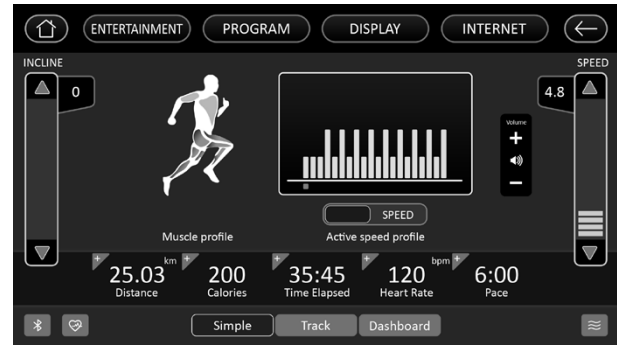 ENTERTAINMENT PROGRAM DISPLAY INTERNET
INCLINE SPEED
0 4.8
Volume
+
−
SPEED
Muscle profile Active speed profile
+ 25.03 km + 200 + 35:45 + 120 bpm + 6:00
Distance Calories Time Elapsed Heart Rate Pace
Simple Track Dashboard